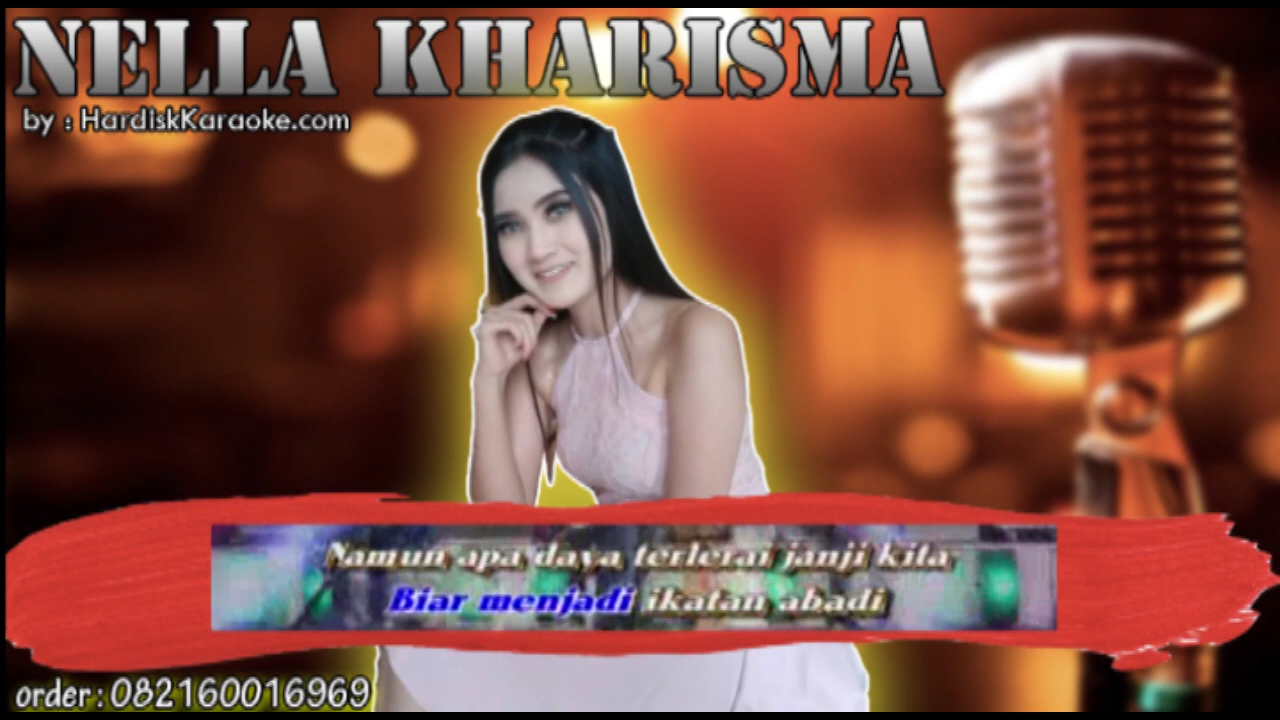 NELLA KHARISMA
by : HardiskKaraoke.com
Namun apa daya terlerai janji kita
Biar menjadi ikatan abadi
order : 082160016969